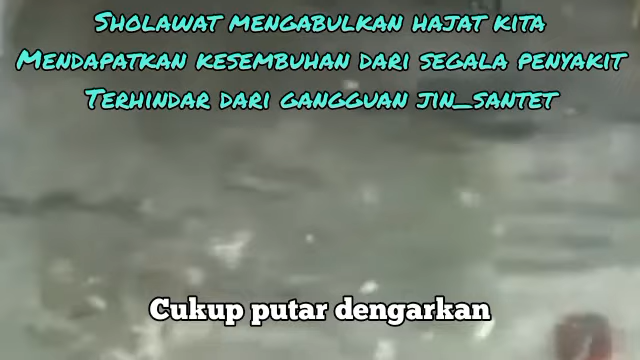 Sholawat mengabulkan hajat kita
Mendapatkan kesembuhan dari segala penyakit
Terhindar dari gangguan jin_santet
Cukup putar dengarkan